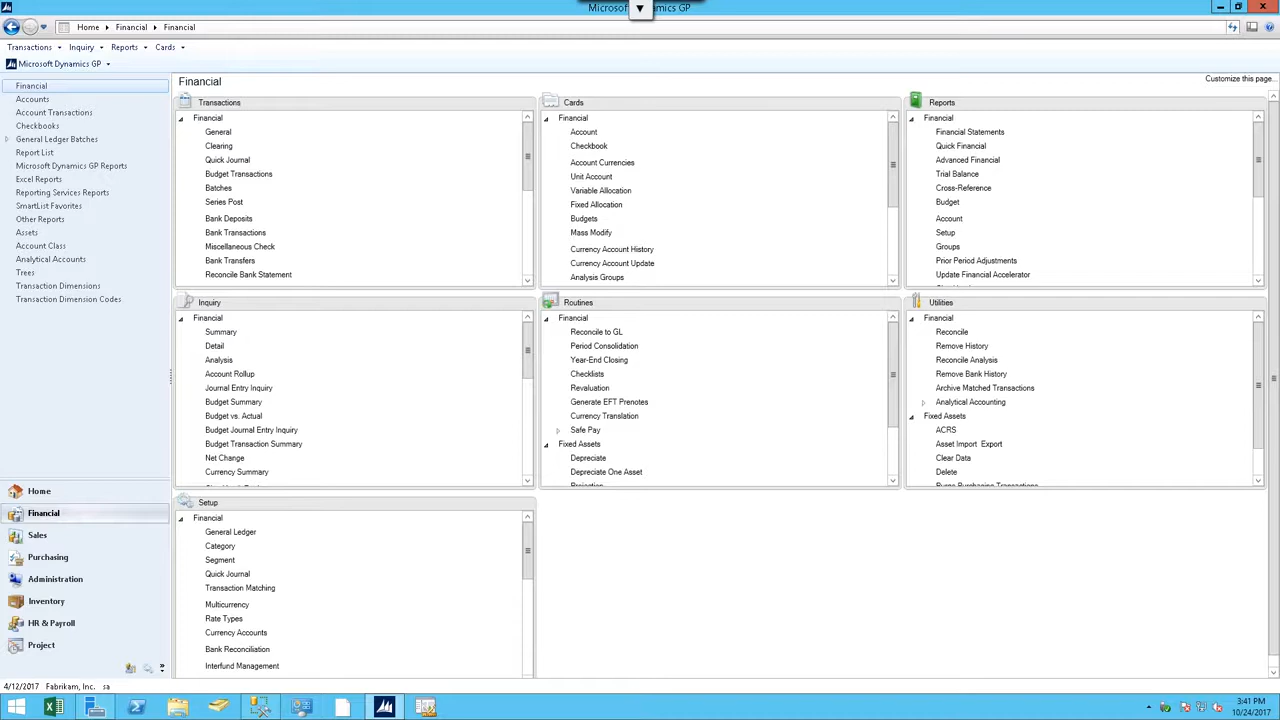 Microsoft Dynamics GP
Home Financial Financial
Transactions Inquiry Reports Cards
Microsoft Dynamics GP
Financial
Accounts
Account Transactions
Checkbooks
General Ledger Batches
Report List
Microsoft Dynamics GP Reports
Excel Reports
Reporting Services Reports
SmartList Favorites
Other Reports
Assets
Account Class
Analytical Accounts
Trees
Transaction Dimensions
Transaction Dimension Codes
Home
Financial
Sales
Purchasing
Administration
Inventory
HR & Payroll
Project
Financial
Customize this page...
Transactions
Financial
General
Clearing
Quick Journal
Budget Transactions
Batches
Series Post
Bank Deposits
Bank Transactions
Miscellaneous Check
Bank Transfers
Reconcile Bank Statement
Cards
Financial
Account
Checkbook
Account Currencies
Unit Account
Variable Allocation
Fixed Allocation
Budgets
Mass Modify
Currency Account History
Currency Account Update
Analysis Groups
Reports
Financial
Financial Statements
Quick Financial
Advanced Financial
Trial Balance
Cross-Reference
Budget
Account
Setup
Groups
Prior Period Adjustments
Update Financial Accelerator
Inquiry
Financial
Summary
Detail
Analysis
Account Rollup
Journal Entry Inquiry
Budget Summary
Budget vs. Actual
Budget Journal Entry Inquiry
Budget Transaction Summary
Net Change
Currency Summary
Routines
Financial
Reconcile to GL
Period Consolidation
Year-End Closing
Checklists
Revaluation
Generate EFT Prenotes
Currency Translation
Safe Pay
Fixed Assets
Depreciate
Depreciate One Asset
Projection
Utilities
Financial
Reconcile
Remove History
Reconcile Analysis
Remove Bank History
Archive Matched Transactions
Analytical Accounting
Fixed Assets
ACRS
Asset Import Export
Clear Data
Delete
Purge Purchasing Transactions
Setup
Financial
General Ledger
Category
Segment
Quick Journal
Transaction Matching
Multicurrency
Rate Types
Currency Accounts
Bank Reconciliation
Interfund Management
4/12/2017 Fabrikam, Inc. sa
3:41 PM
10/24/2017